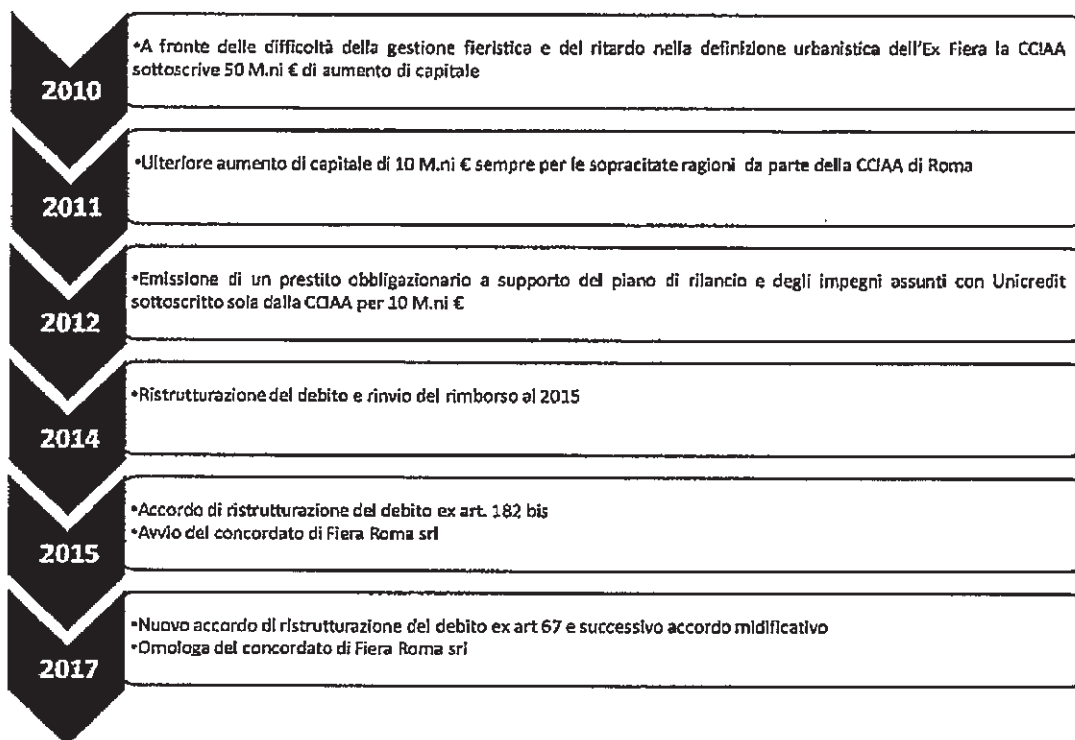 2010
•A fronte delle difficoltà della gestione fieristica e del ritardo nella definizione urbanistica dell'Ex Fiera la CCIAA
sottoscrive 50 M.ni € di aumento di capitale
2011
•Ulteriore aumento di capitale di 10 M.ni € sempre per le sopracitate ragioni da parte della CCIAA di Roma
2012
•Emissione di un prestito obbligazionario a supporto del piano di rilancio e degli impegni assunti con Unicredit
sottoscritto sola dalla CCIAA per 10 M.ni €
2014
•Ristrutturazione del debito e rinvio del rimborso al 2015
2015
•Accordo di ristrutturazione del debito ex art. 182 bis
•Avvio del concordato di Fiera Roma srl
2017
•Nuovo accordo di ristrutturazione del debito ex art 67 e successivo accordo midificativo
•Omologa del concordato di Fiera Roma srl